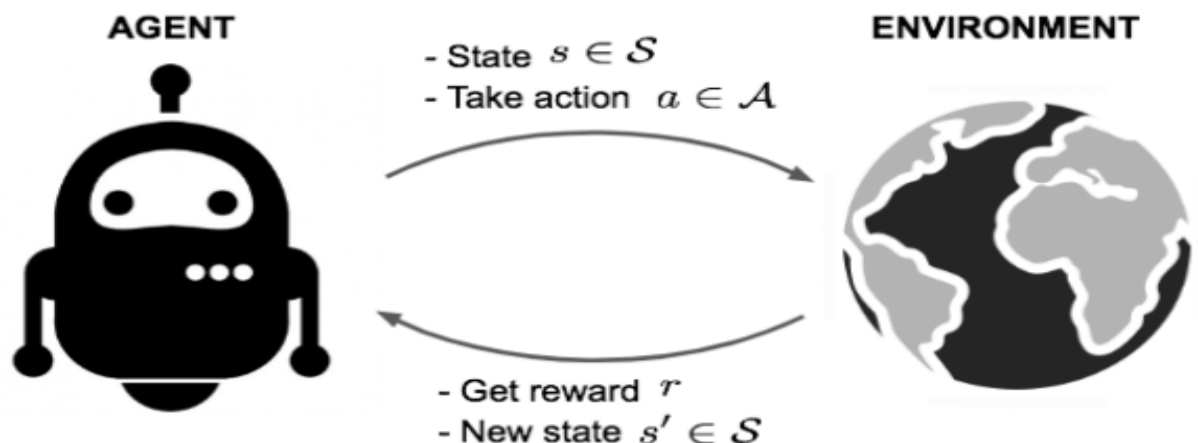 AGENT
ENVIRONMENT
- State s ∈ 𝒮
- Take action a ∈ 𝒜
- Get reward r
- New state s′ ∈ 𝒮